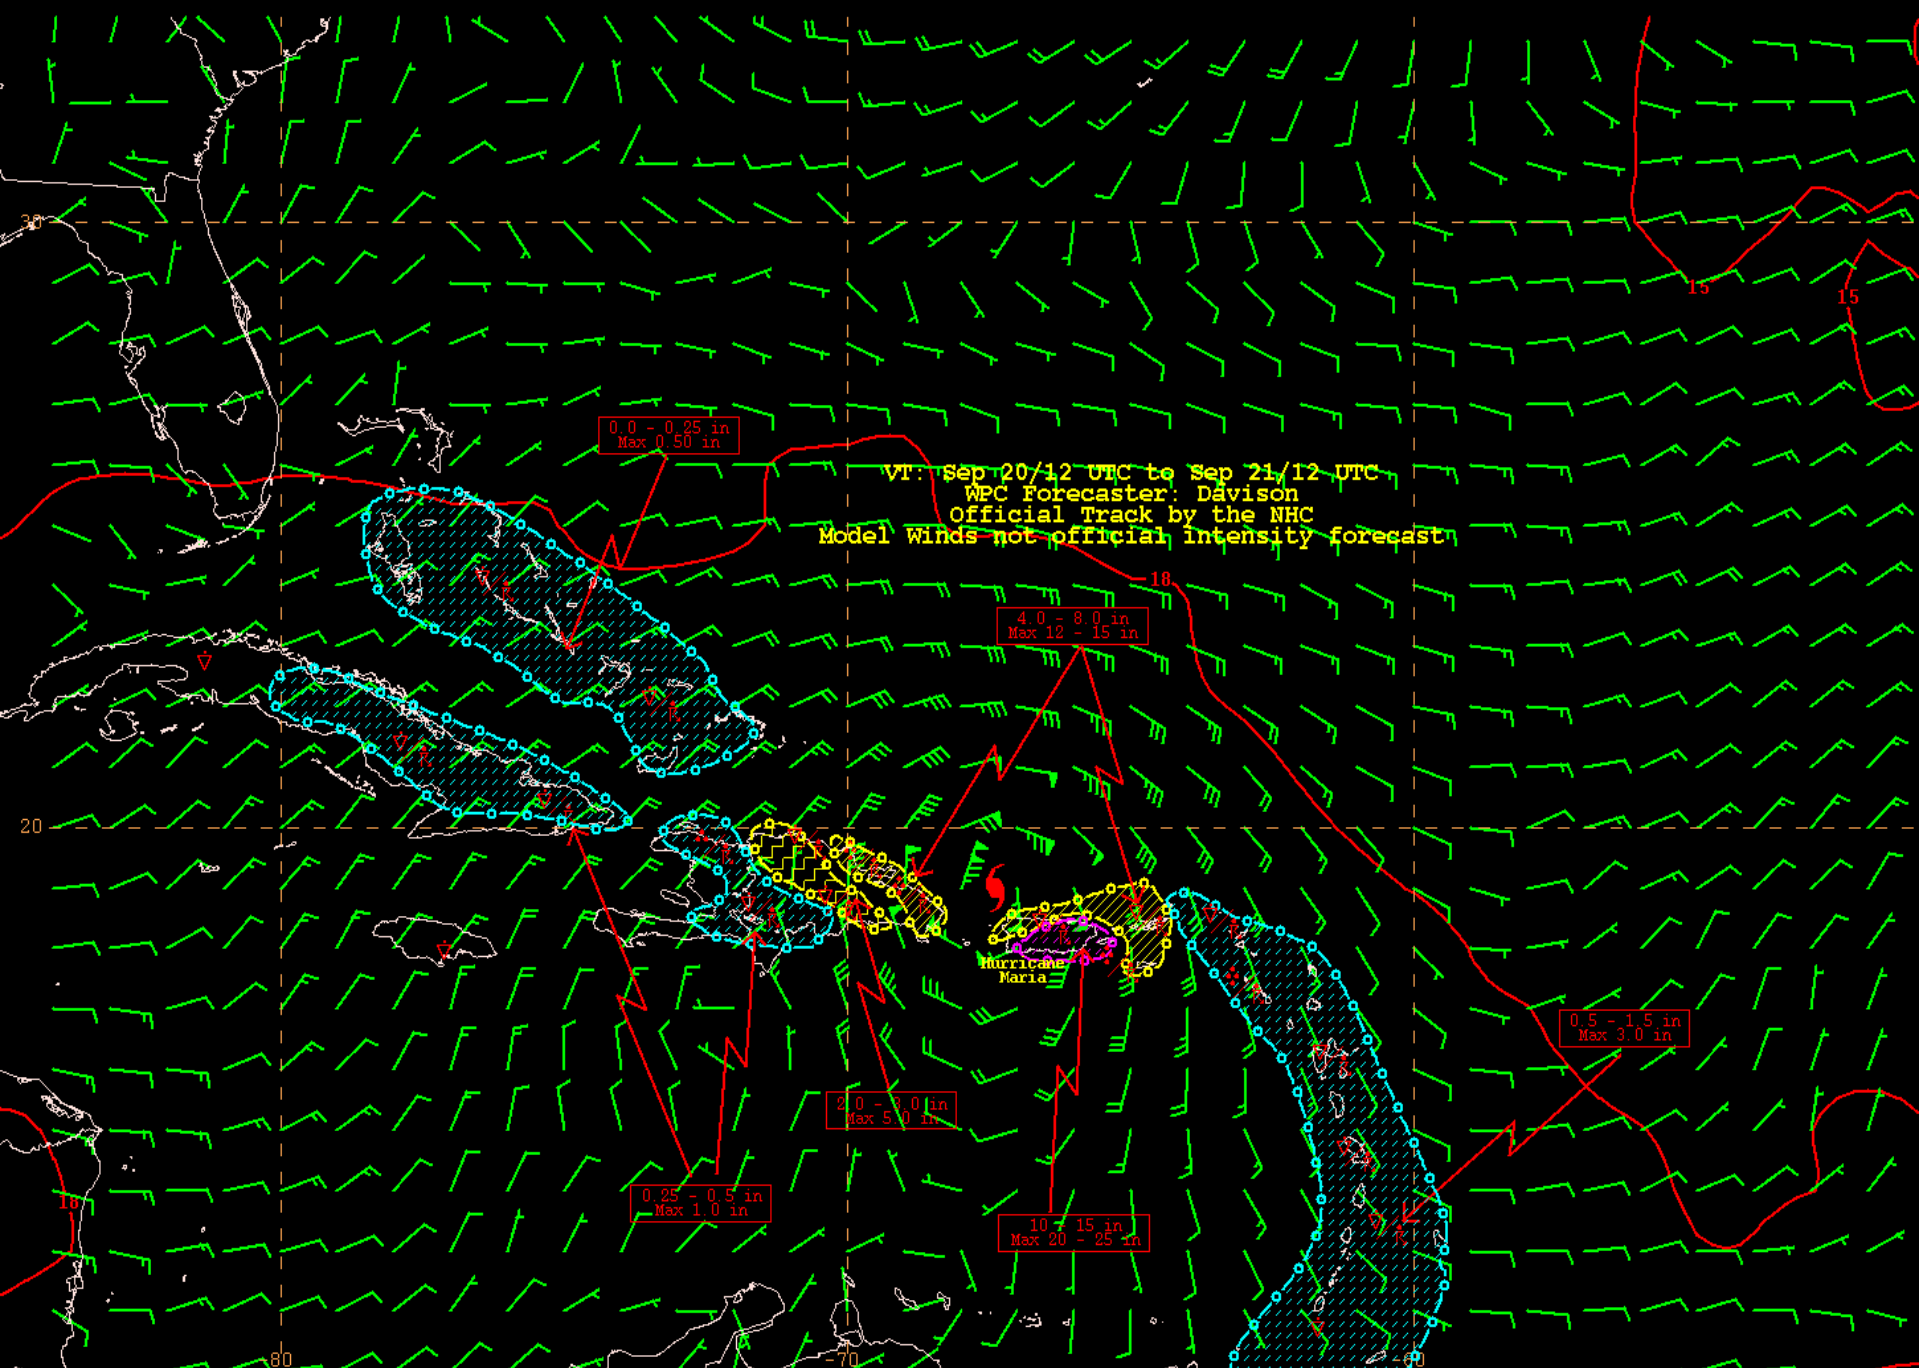 30
15
15
0.0 - 0.25 in
Max 0.50 in
VT: Sep 20/12 UTC to Sep 21/12 UTC
WPC Forecaster: Davison
Official Track by the NHC
Model Winds not official intensity forecast
18
4.0 - 8.0 in
Max 12 - 15 in
20
Hurricane
Maria
0.5 - 1.5 in
Max 3.0 in
2.0 - 3.0 in
Max 5.0 in
18
0.25 - 0.5 in
Max 1.0 in
10 - 15 in
Max 20 - 25 in
-80
-70
-60